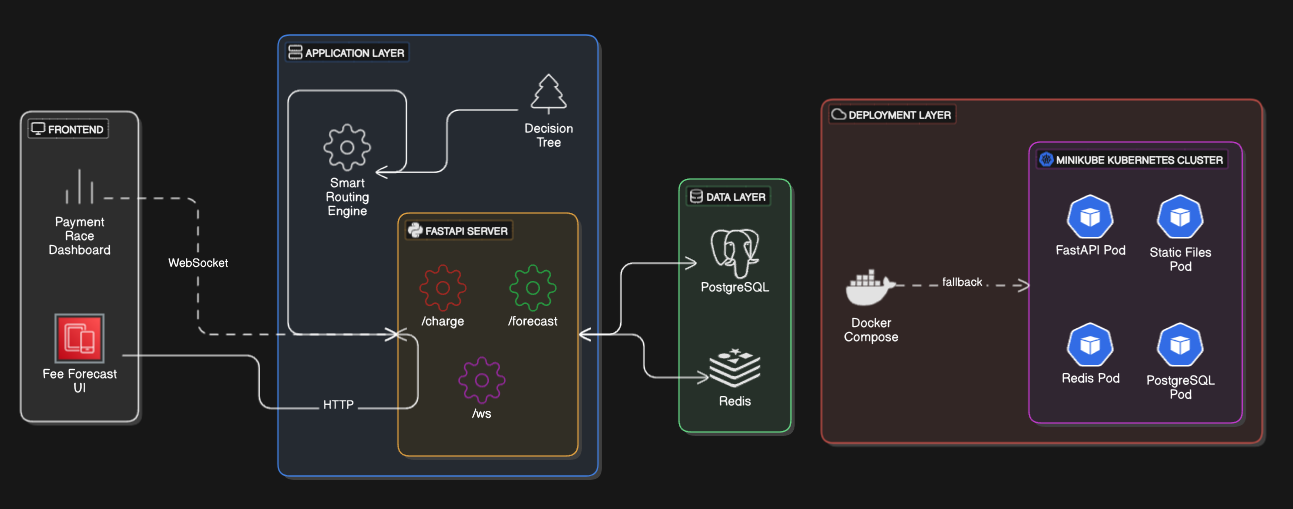 FRONTEND
Payment
Race
Dashboard
Fee Forecast
UI
WebSocket
HTTP
APPLICATION LAYER
Decision
Tree
Smart
Routing
Engine
FASTAPI SERVER
/charge
/forecast
/ws
DATA LAYER
PostgreSQL
Redis
DEPLOYMENT LAYER
Docker
Compose
fallback
MINIKUBE KUBERNETES CLUSTER
FastAPI Pod
Static Files
Pod
Redis Pod
PostgreSQL
Pod